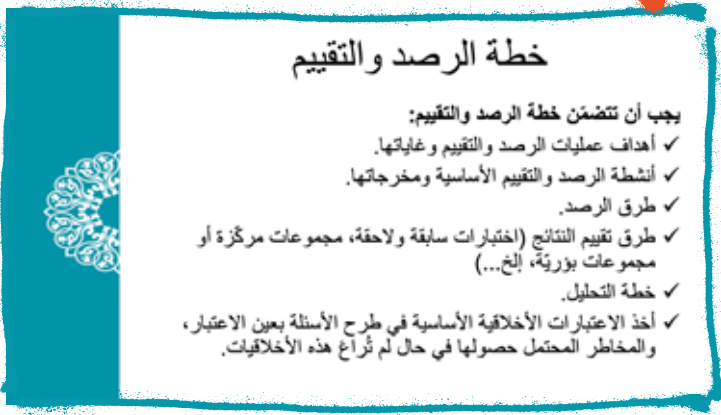 خطة الرصد والتقييم
يجب أن تتضمّن خطة الرصد والتقييم:
✓ أهداف عمليات الرصد والتقييم وغاياتها.
✓ أنشطة الرصد والتقييم الأساسية ومخرجاتها.
✓ طرق الرصد.
✓ طرق تقييم النتائج (اختبارات سابقة ولاحقة، مجموعات مركّزة أو
مجموعات بؤريّة، إلخ...)
✓ خطة التحليل.
✓ أخذ الاعتبارات الأخلاقية الأساسية في طرح الأسئلة بعين الاعتبار،
والمخاطر المحتمل حصولها في حال لم تُراعَ هذه الأخلاقيات.